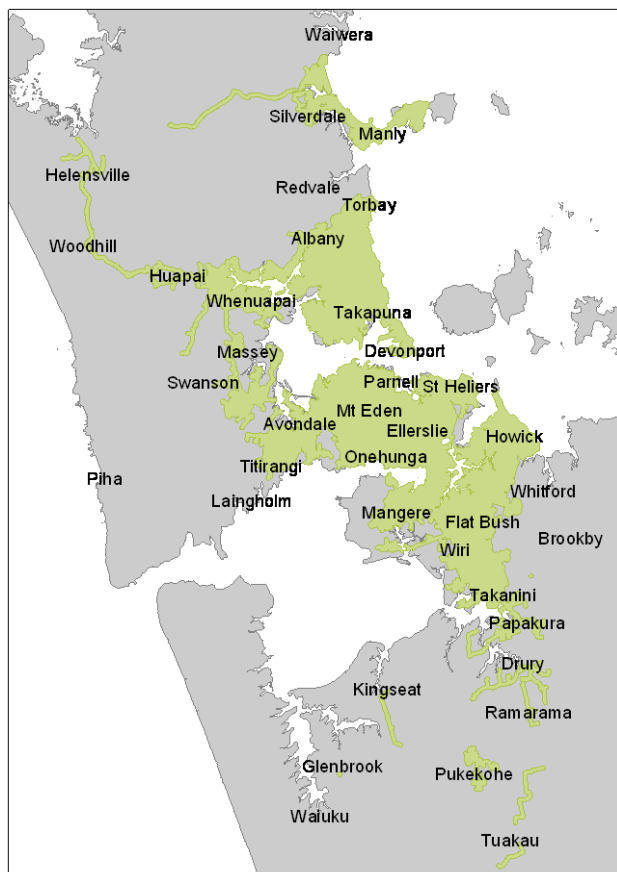 Waiwera
Silverdale
Manly
Helensville
Redvale
Torbay
Woodhill
Albany
Huapai
Whenuapai
Takapuna
Massey
Devonport
Swanson
Parnell
St Heliers
Mt Eden
Avondale
Ellerslie
Howick
Titirangi
Onehunga
Piha
Laingholm
Whitford
Mangere
Flat Bush
Brookby
Wiri
Takanini
Papakura
Drury
Kingseat
Ramarama
Glenbrook
Pukekohe
Waiuku
Tuakau